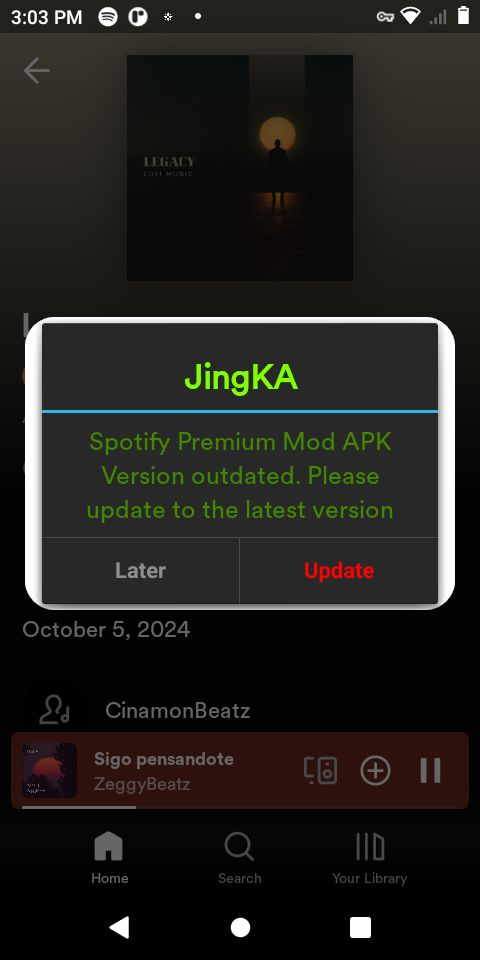 3:03 PM
LEGACY
LOFI MUSIC
JingKA
Spotify Premium Mod APK
Version outdated. Please
update to the latest version
Later
Update
October 5, 2024
CinamonBeatz
Sigo pensandote
ZeggyBeatz
Home
Search
Your Library